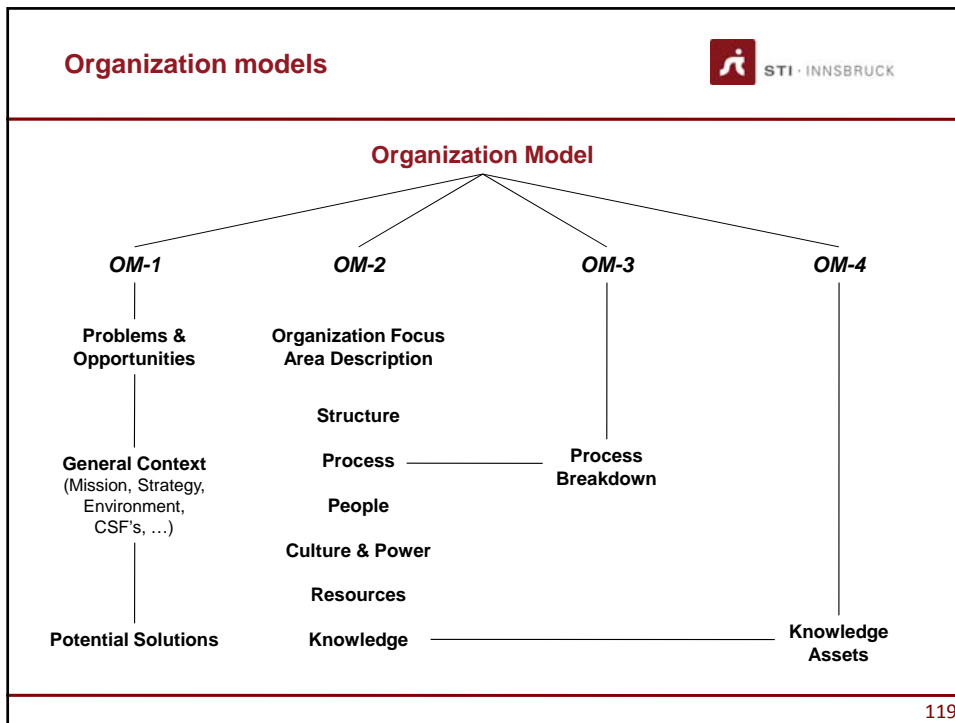 Organization models
STI · INNSBRUCK
Organization Model
OM-1
OM-2
OM-3
OM-4
Problems &
Opportunities
General Context
(Mission, Strategy,
Environment,
CSF's, …)
Potential Solutions
Organization Focus
Area Description
Structure
Process
People
Culture & Power
Resources
Knowledge
Process
Breakdown
Knowledge
Assets
119